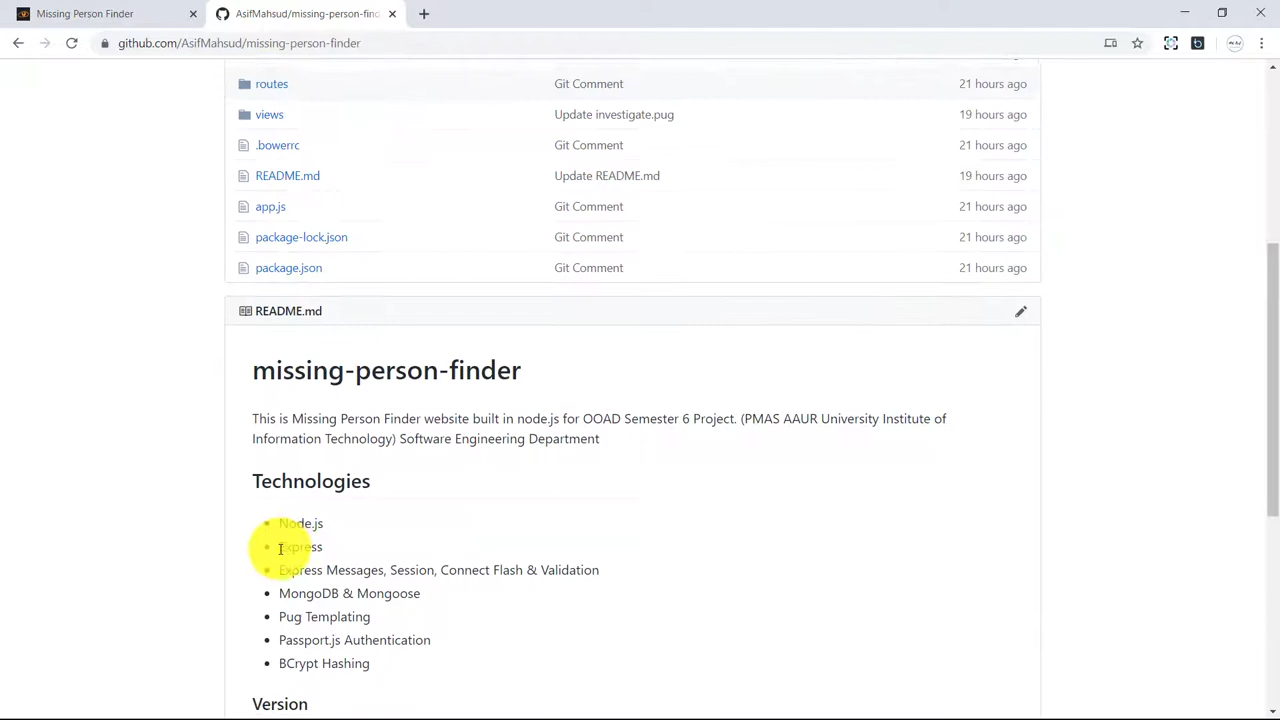 Missing Person Finder
AsifMahsud/missing-person-find
github.com/AsifMahsud/missing-person-finder
routes Git Comment 21 hours ago
views Update investigate.pug 19 hours ago
.bowerrc Git Comment 21 hours ago
README.md Update README.md 19 hours ago
app.js Git Comment 21 hours ago
package-lock.json Git Comment 21 hours ago
package.json Git Comment 21 hours ago
README.md
missing-person-finder
This is Missing Person Finder website built in node.js for OOAD Semester 6 Project. (PMAS AAUR University Institute of
Information Technology) Software Engineering Department
Technologies
Node.js
Express
Express Messages, Session, Connect Flash & Validation
MongoDB & Mongoose
Pug Templating
Passport.js Authentication
BCrypt Hashing
Version